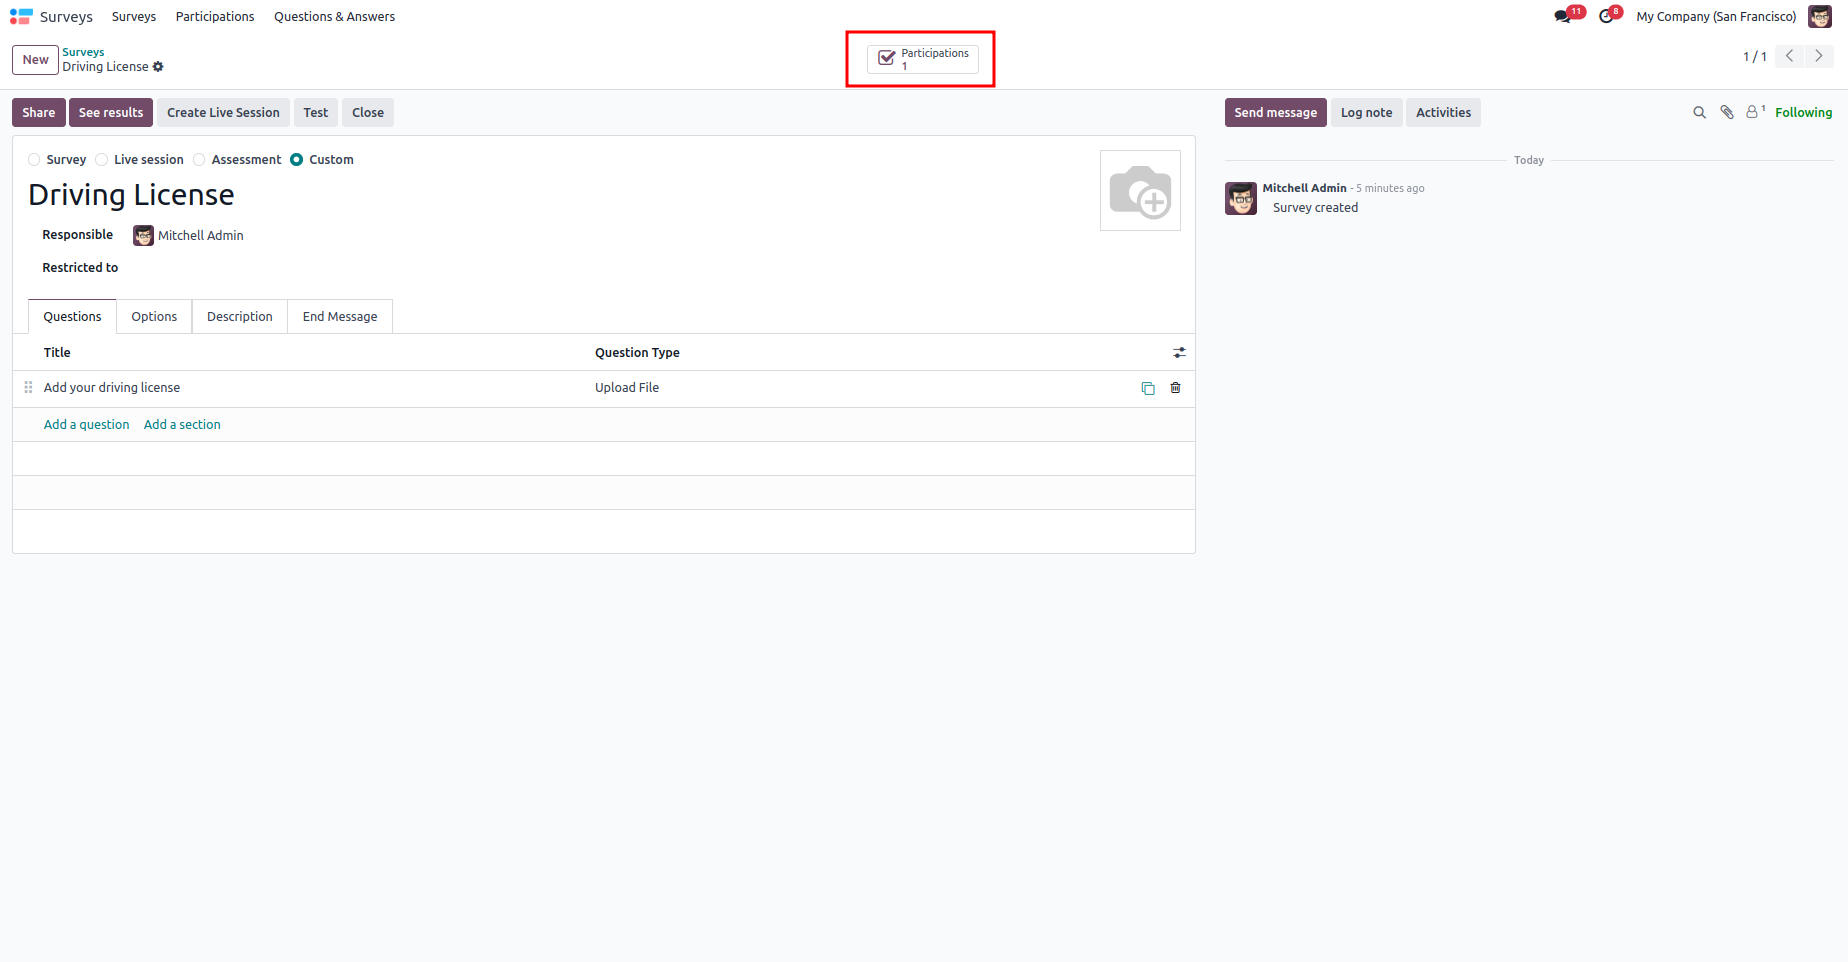 Surveys Surveys Participations Questions & Answers 11 8 My Company (San Francisco)
New Surveys Participations
Driving License 1 1 / 1
Share See results Create Live Session Test Close Send message Log note Activities 1 Following
Survey Live session Assessment Custom Today
Driving License Mitchell Admin - 5 minutes ago
Survey created
Responsible Mitchell Admin
Restricted to
Questions Options Description End Message
Title Question Type
Add your driving license Upload File
Add a question Add a section